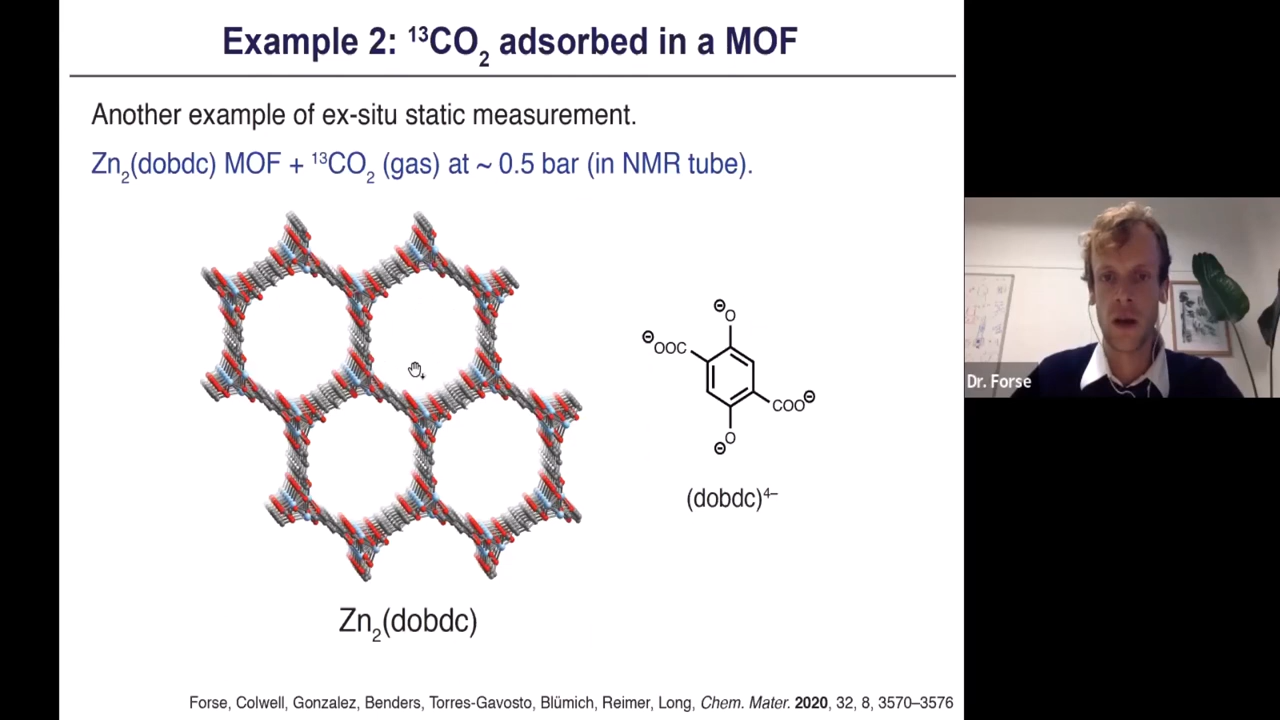 Example 2: ¹³CO₂ adsorbed in a MOF
Another example of ex-situ static measurement.
Zn₂(dobdc) MOF + ¹³CO₂ (gas) at ~ 0.5 bar (in NMR tube).
⊖
O
⊖OOC
COO⊖
O
⊖
(dobdc)⁴⁻
Zn₂(dobdc)
Forse, Colwell, Gonzalez, Benders, Torres-Gavosto, Blümich, Reimer, Long, Chem. Mater. 2020, 32, 8, 3570–3576
Dr. Forse